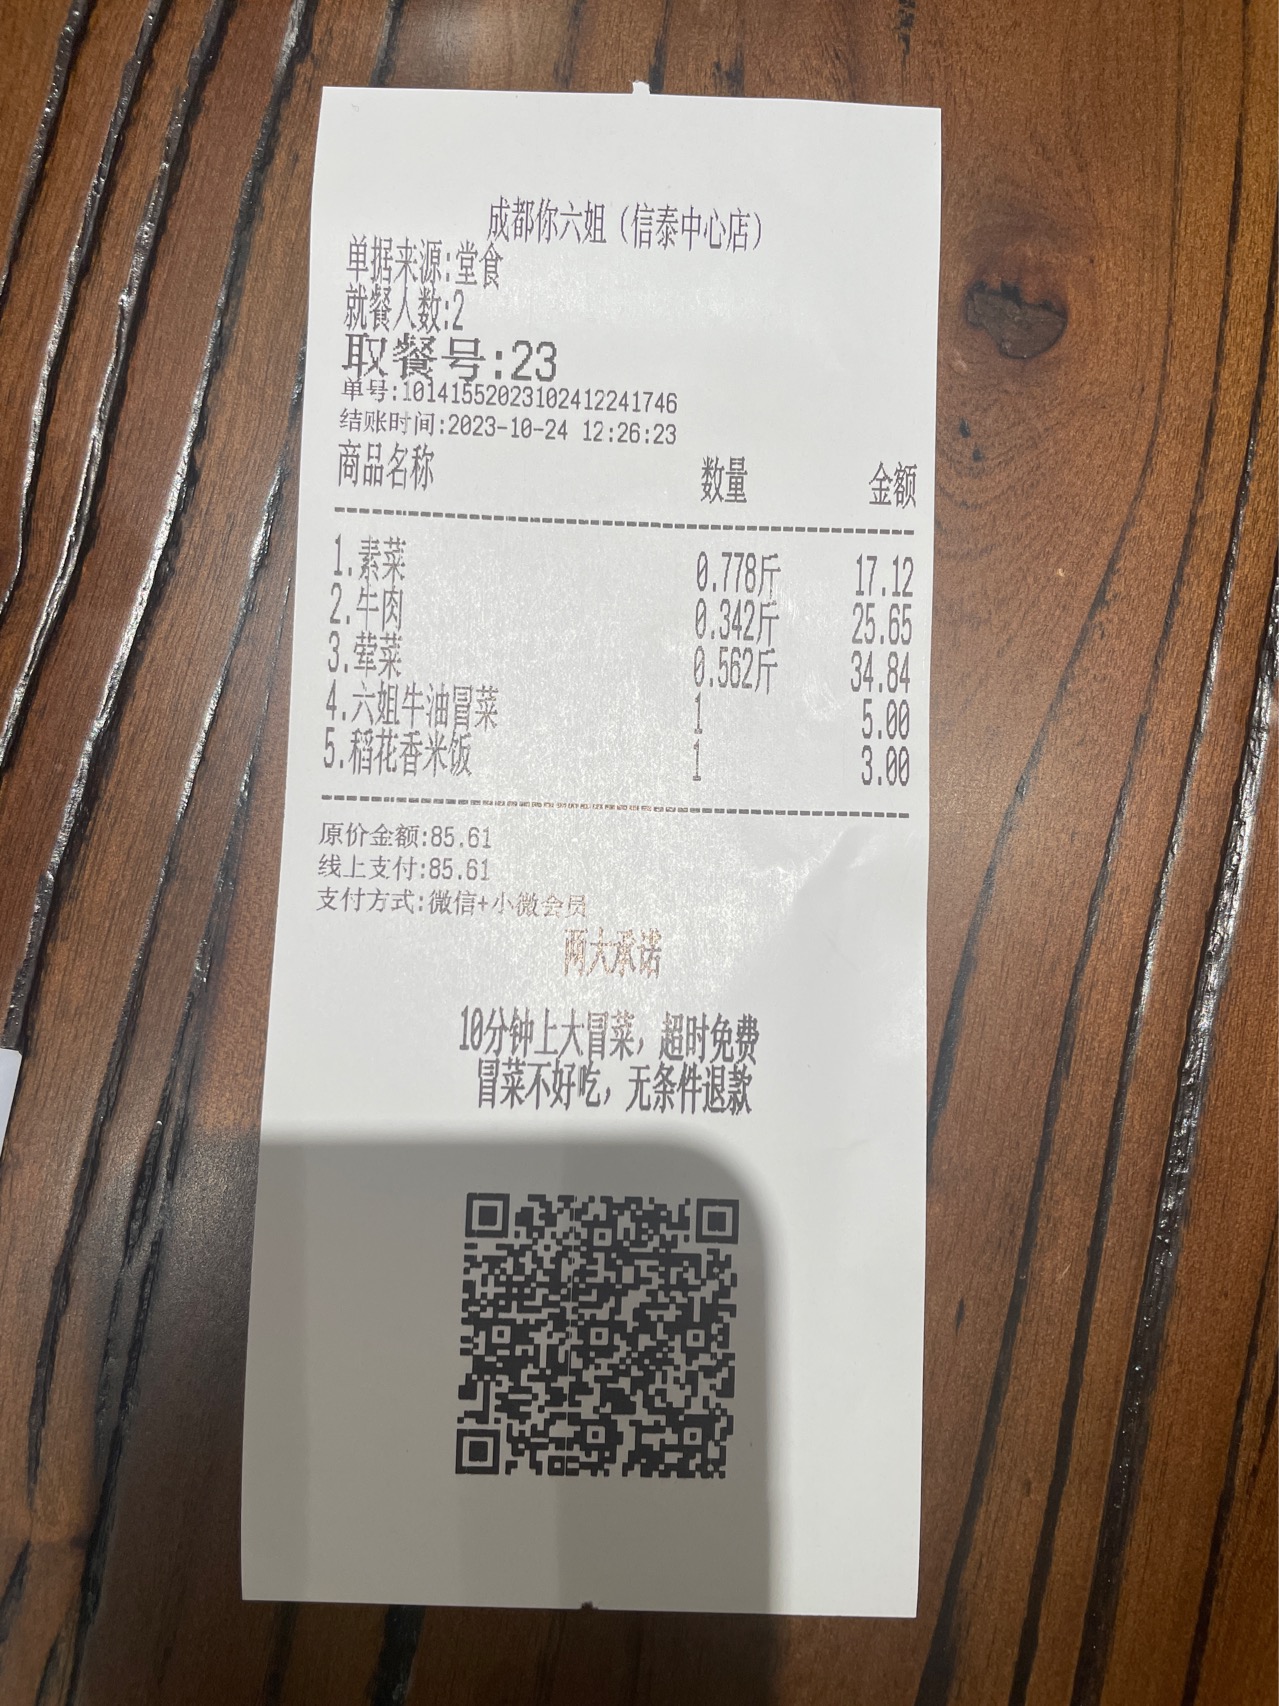 成都你六姐（信泰中心店）
单据来源:堂食
就餐人数:2
取餐号:23
单号:101415520231024122​41746
结账时间:2023-10-24 12:26:23
商品名称 数量 金额
1.素菜 0.778斤 17.12
2.牛肉 0.342斤 25.65
3.荤菜 0.562斤 34.84
4.六姐牛油冒菜 1 5.00
5.稻花香米饭 1 3.00
原价金额:85.61
线上支付:85.61
支付方式:微信+小微会员
两大承诺
10分钟上大冒菜，超时免费
冒菜不好吃，无条件退款